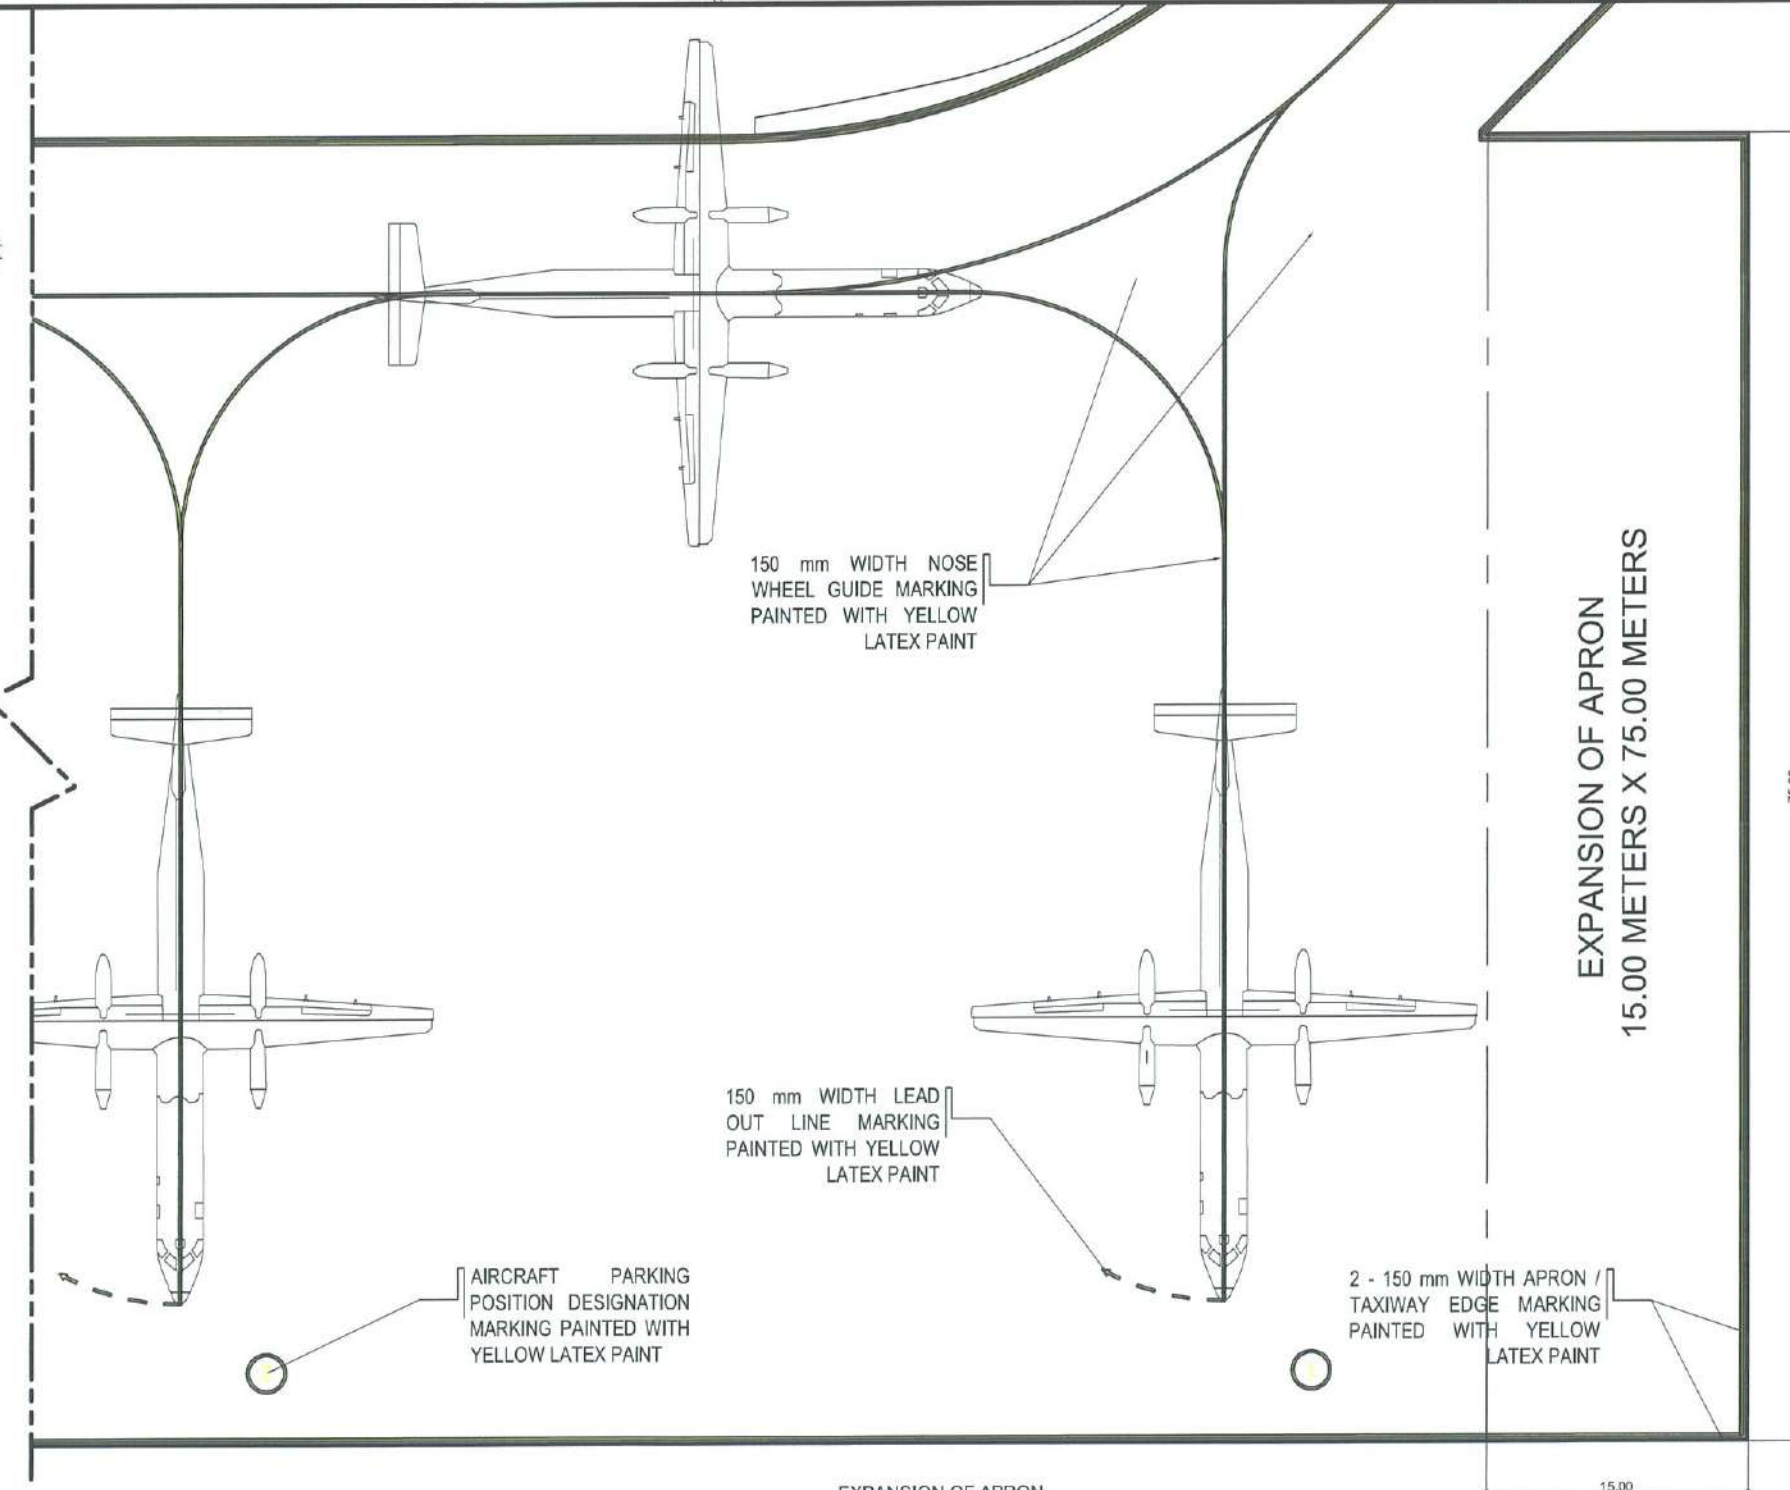 150 mm WIDTH NOSE
WHEEL GUIDE MARKING
PAINTED WITH YELLOW
LATEX PAINT
EXPANSION OF APRON
15.00 METERS X 75.00 METERS
150 mm WIDTH LEAD
OUT LINE MARKING
PAINTED WITH YELLOW
LATEX PAINT
AIRCRAFT PARKING
POSITION DESIGNATION
MARKING PAINTED WITH
YELLOW LATEX PAINT
2 - 150 mm WIDTH APRON /
TAXIWAY EDGE MARKING
PAINTED WITH YELLOW
LATEX PAINT
EXPANSION OF APRON
15.00